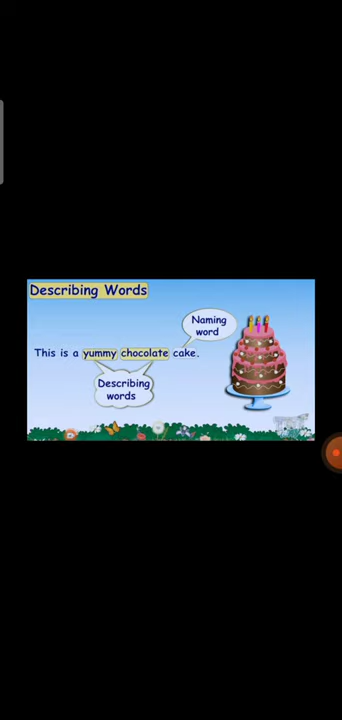 Describing Words
Naming
word
This is a yummy chocolate cake.
Describing
words